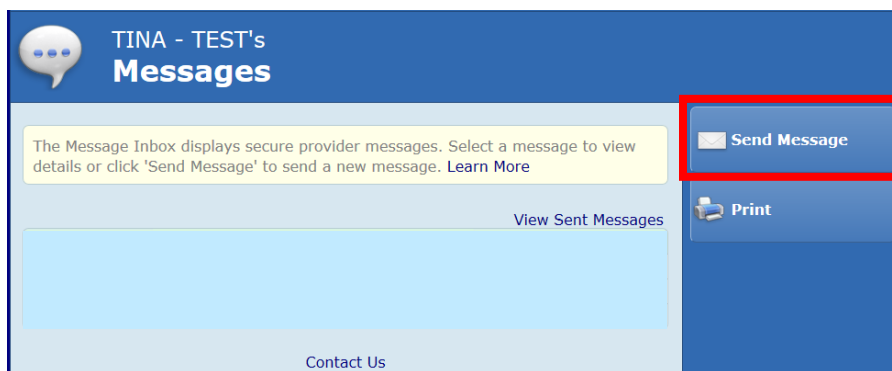 TINA - TEST's
Messages
The Message Inbox displays secure provider messages. Select a message to view
details or click 'Send Message' to send a new message. Learn More
View Sent Messages
Contact Us
Send Message
Print